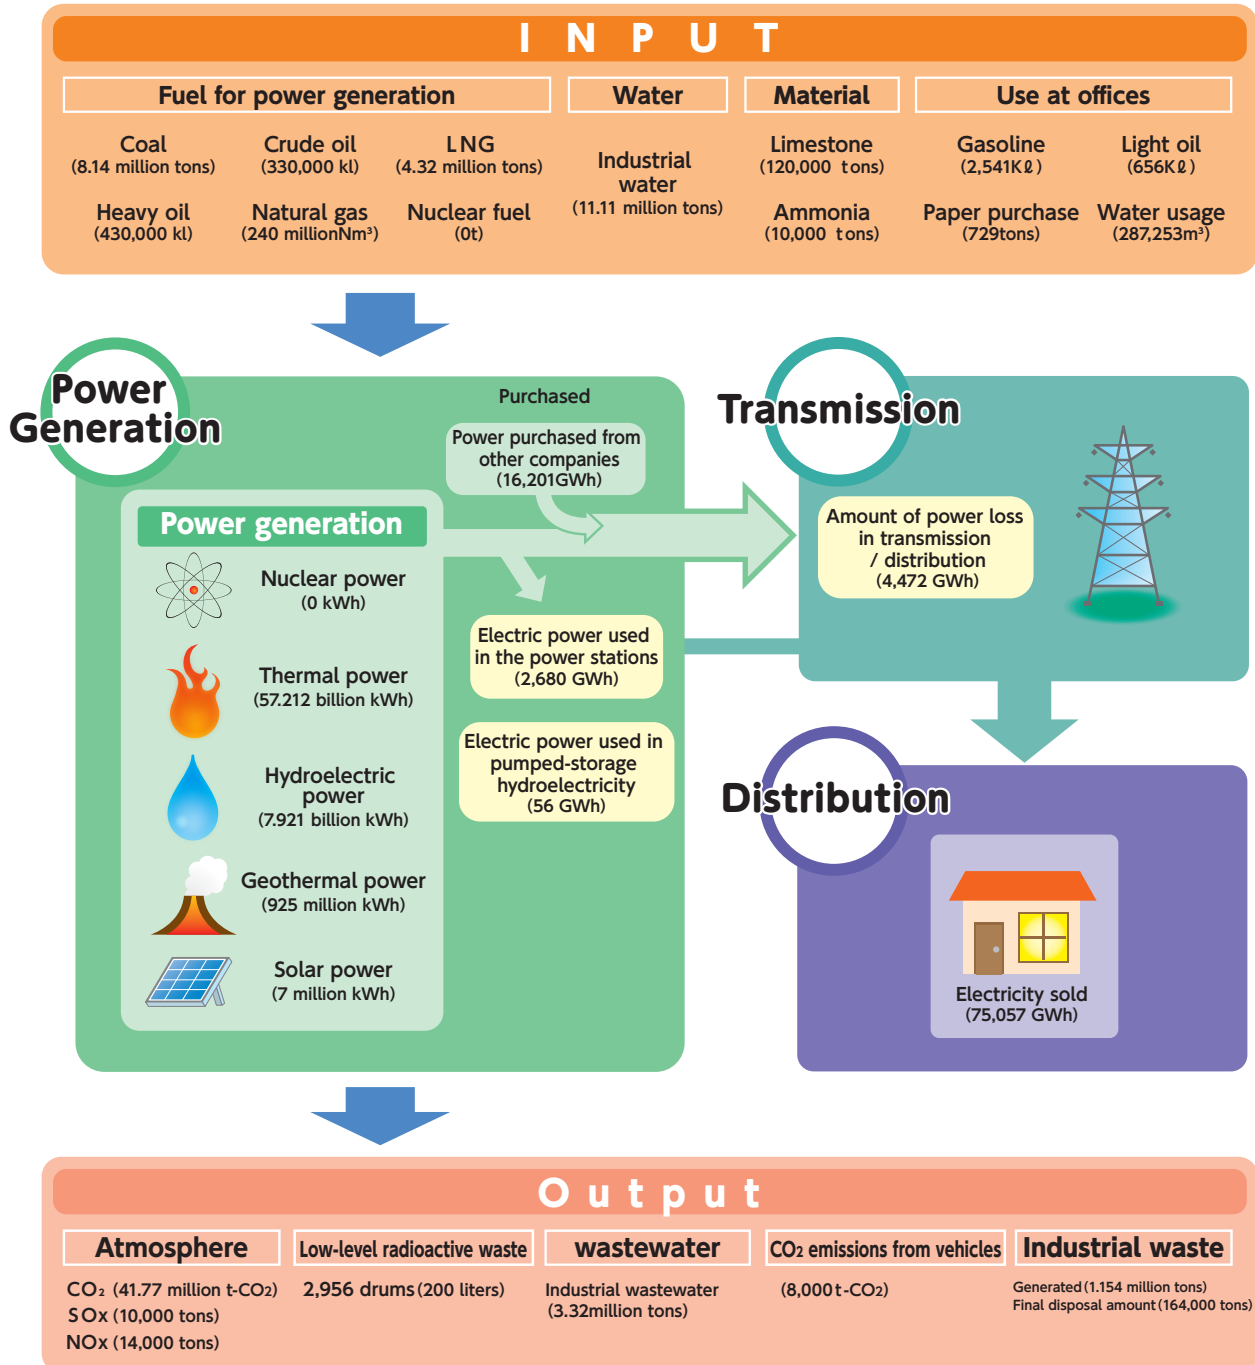 INPUT
Fuel for power generation
Coal
(8.14 million tons)
Crude oil
(330,000 kl)
LNG
(4.32 million tons)
Heavy oil
(430,000 kl)
Natural gas
(240 millionNm³)
Nuclear fuel
(0t)
Water
Industrial
water
(11.11 million tons)
Material
Limestone
(120,000 tons)
Ammonia
(10,000 tons)
Use at offices
Gasoline
(2,541Kℓ)
Light oil
(656Kℓ)
Paper purchase
(729tons)
Water usage
(287,253m³)
Power
Generation
Purchased
Power purchased from
other companies
(16,201GWh)
Power generation
Nuclear power
(0 kWh)
Thermal power
(57.212 billion kWh)
Hydroelectric
power
(7.921 billion kWh)
Geothermal power
(925 million kWh)
Solar power
(7 million kWh)
Electric power used
in the power stations
(2,680 GWh)
Electric power used in
pumped-storage
hydroelectricity
(56 GWh)
Transmission
Amount of power loss
in transmission
/ distribution
(4,472 GWh)
Distribution
Electricity sold
(75,057 GWh)
Output
Atmosphere
CO₂ (41.77 million t-CO₂)
SOx (10,000 tons)
NOx (14,000 tons)
Low-level radioactive waste
2,956 drums (200 liters)
wastewater
Industrial wastewater
(3.32million tons)
CO₂ emissions from vehicles
(8,000t-CO₂)
Industrial waste
Generated (1.154 million tons)
Final disposal amount (164,000 tons)